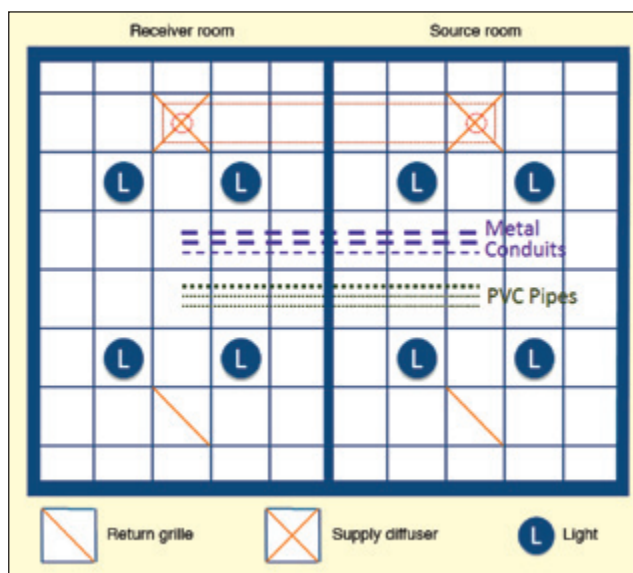 Receiver room
Source room
L
L
L
L
Metal
Conduits
PVC Pipes
L
L
L
L
Return grille
Supply diffuser
L
Light